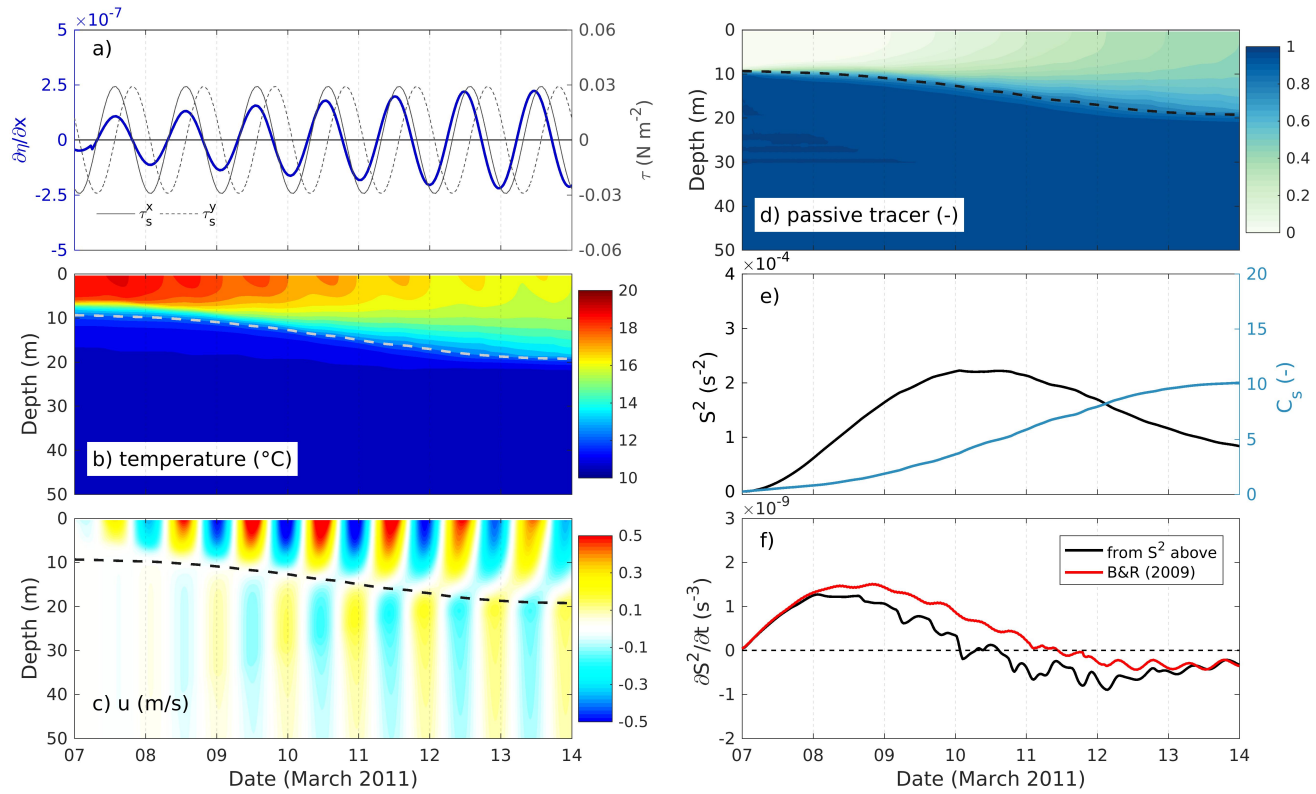 ×10⁻⁷
5
2.5
0
-2.5
-5
∂η/∂x
a)
0.06
0.03
0
-0.03
-0.06
τ (N m⁻²)
τₛˣ
τₛʸ
0
10
20
30
40
50
Depth (m)
b) temperature (°C)
20
18
16
14
12
10
0
10
20
30
40
50
Depth (m)
c) u (m/s)
0.5
0.3
0.1
-0.1
-0.3
-0.5
07 08 09 10 11 12 13 14
Date (March 2011)
0
10
20
30
40
50
Depth (m)
d) passive tracer (-)
1
0.8
0.6
0.4
0.2
0
×10⁻⁴
4
3
2
1
0
S² (s⁻²)
e)
20
15
10
5
0
Cₛ (-)
×10⁻⁹
3
2
1
0
-1
-2
∂S²/∂t (s⁻³)
f)
from S² above
B&R (2009)
07 08 09 10 11 12 13 14
Date (March 2011)